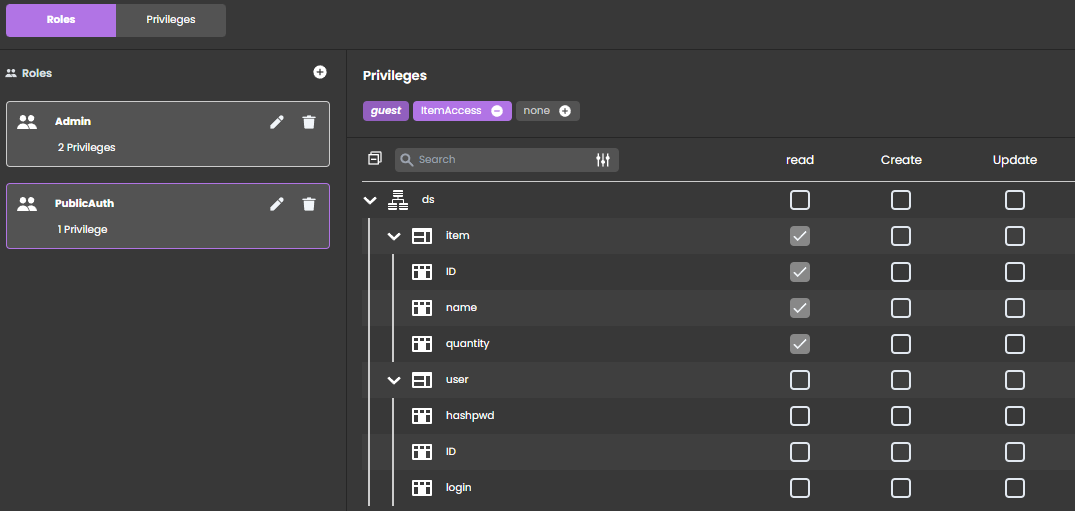 Roles Privileges
Roles
Admin
2 Privileges
PublicAuth
1 Privilege
Privileges
guest ItemAccess none
Search read Create Update
ds
item
ID
name
quantity
user
hashpwd
ID
login